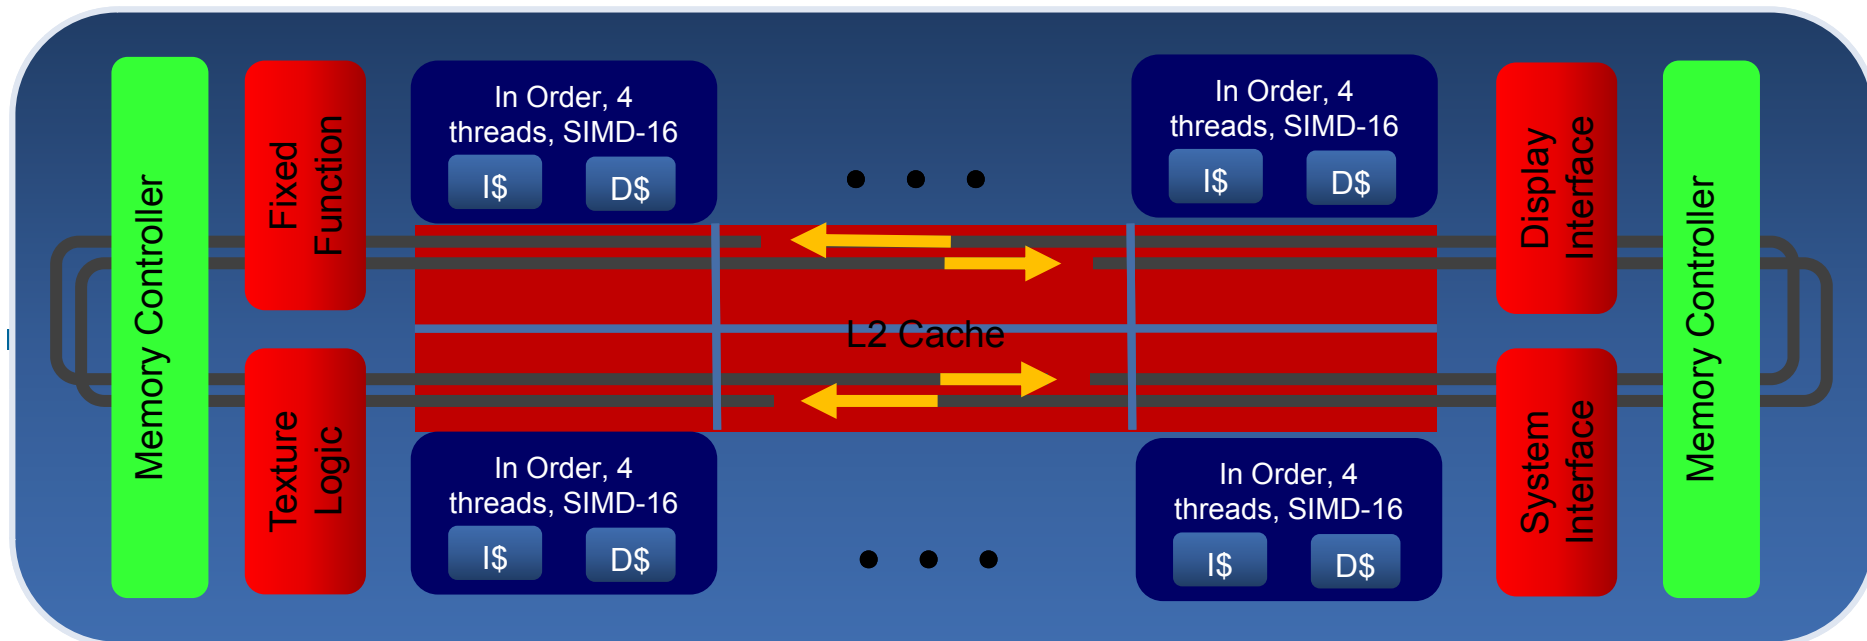 Memory Controller
Fixed
Function
In Order, 4
threads, SIMD-16
I$
D$
• • •
In Order, 4
threads, SIMD-16
I$
D$
Display
Interface
Memory Controller
L2 Cache
Texture
Logic
In Order, 4
threads, SIMD-16
I$
D$
• • •
In Order, 4
threads, SIMD-16
I$
D$
System
Interface